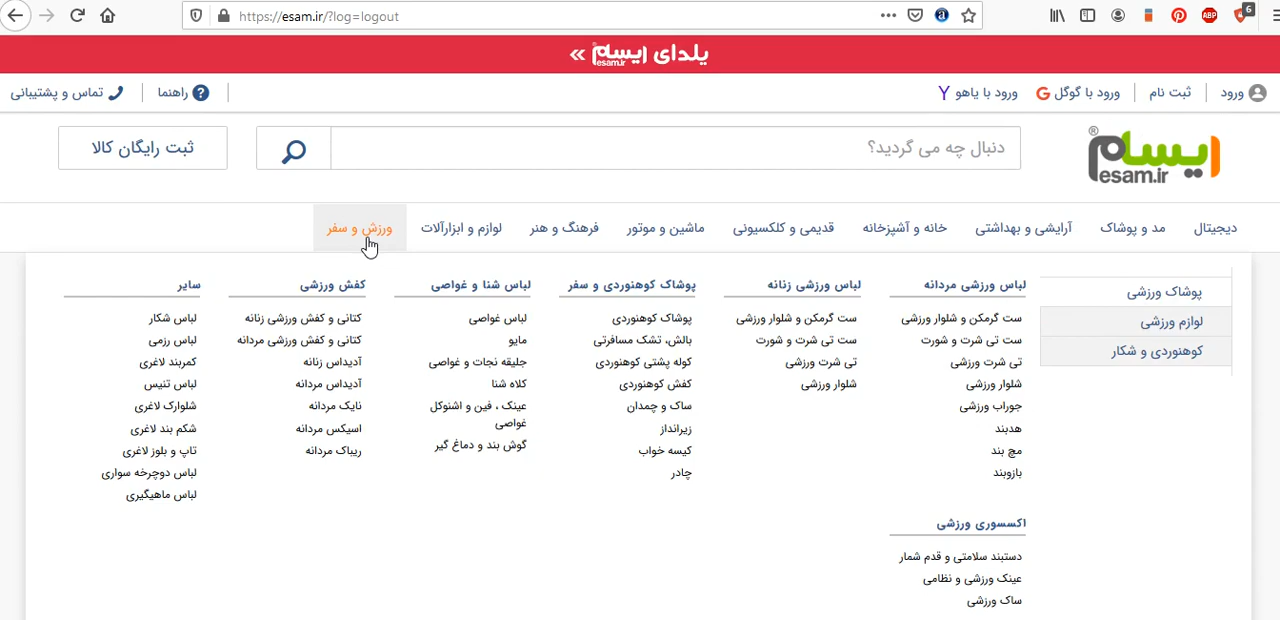 https://esam.ir/?log=logout
ABP
6
یلدای ایسام esam.ir »
ورود
ثبت نام
ورود با گوگل G
ورود با یاهو Y
راهنما ?
تماس و پشتیبانی
ایسام ®
esam.ir
دنبال چه می گردید؟
ثبت رایگان کالا
دیجیتال
مد و پوشاک
آرایشی و بهداشتی
خانه و آشپزخانه
قدیمی و کلکسیونی
ماشین و موتور
فرهنگ و هنر
لوازم و ابزارآلات
ورزش و سفر
پوشاک ورزشی
لوازم ورزشی
کوهنوردی و شکار
لباس ورزشی مردانه
ست گرمکن و شلوار ورزشی
ست تی شرت و شورت
تی شرت ورزشی
شلوار ورزشی
جوراب ورزشی
هدبند
مچ بند
بازوبند
اکسسوری ورزشی
دستبند سلامتی و قدم شمار
عینک ورزشی و نظامی
ساک ورزشی
لباس ورزشی زنانه
ست گرمکن و شلوار ورزشی
ست تی شرت و شورت
تی شرت ورزشی
شلوار ورزشی
پوشاک کوهنوردی و سفر
پوشاک کوهنوردی
بالش، تشک مسافرتی
کوله پشتی کوهنوردی
کفش کوهنوردی
ساک و چمدان
زیرانداز
کیسه خواب
چادر
لباس شنا و غواصی
لباس غواصی
مایو
جلیقه نجات و غواصی
کلاه شنا
عینک ، فین و اشنوکل
غواصی
گوش بند و دماغ گیر
کفش ورزشی
کتانی و کفش ورزشی زنانه
کتانی و کفش ورزشی مردانه
آدیداس زنانه
آدیداس مردانه
نایک مردانه
اسیکس مردانه
ریباک مردانه
سایر
لباس شکار
لباس رزمی
کمربند لاغری
لباس تنیس
شلوارک لاغری
شکم بند لاغری
تاپ و بلوز لاغری
لباس دوچرخه سواری
لباس ماهیگیری